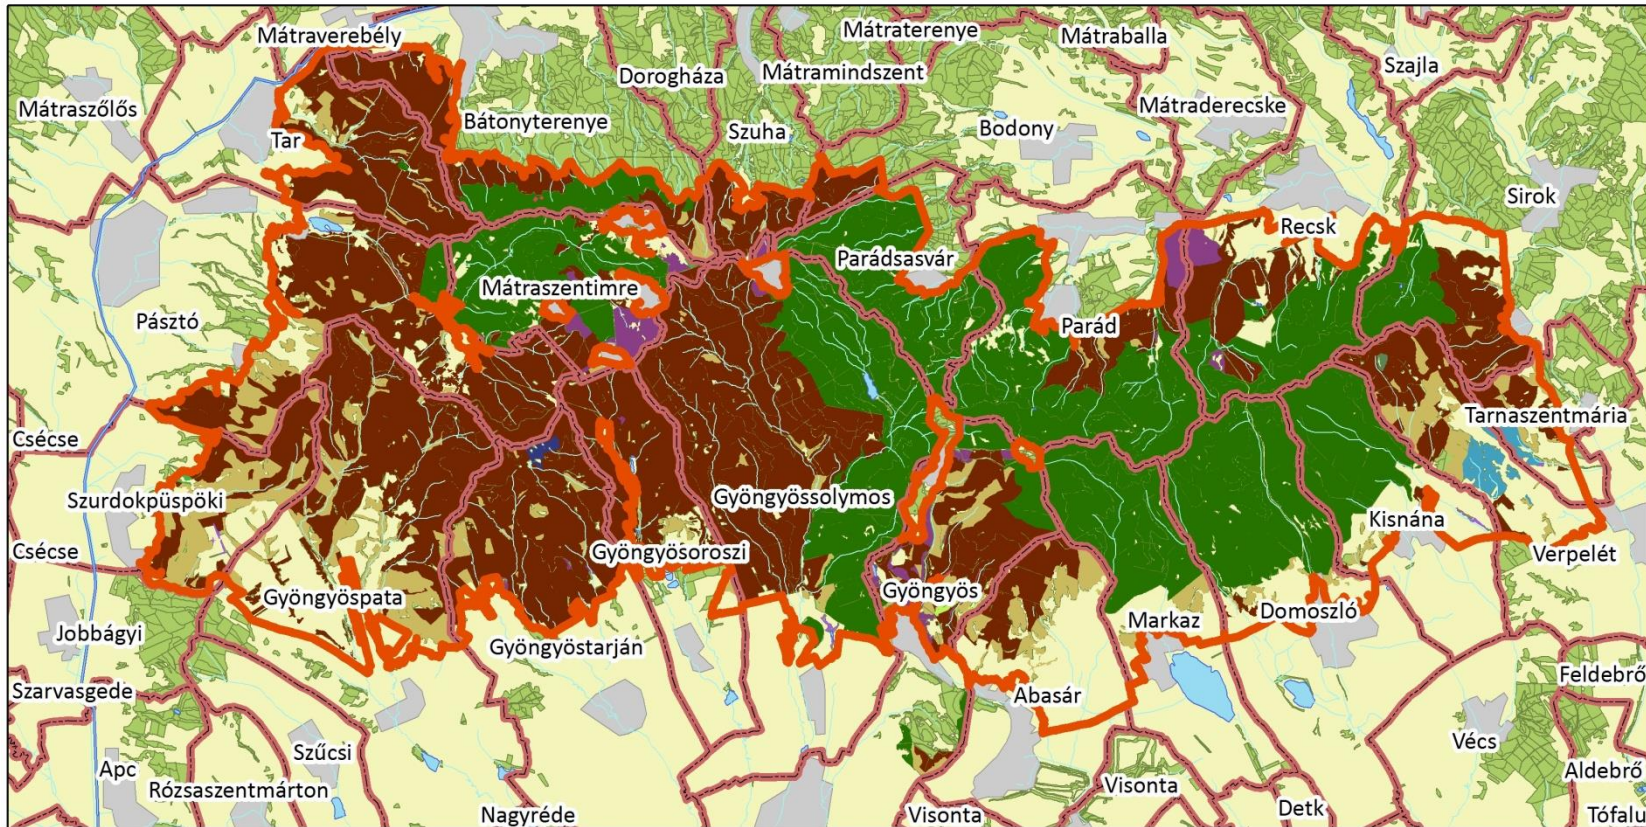 Mátraverebély
Mátraterenye
Mátraballa
Dorogháza
Mátramindszent
Szajla
Mátraszőlős
Mátraderecske
Bátonyterenye
Tar
Szuha
Bodony
Sirok
Recsk
Parádsasvár
Mátraszentimre
Pásztó
Parád
Csécse
Tarnaszentmária
Szurdokpüspöki
Gyöngyössolymos
Kisnána
Csécse
Gyöngyösoroszi
Verpelét
Gyöngyöspata
Gyöngyös
Domoszló
Markaz
Jobbágyi
Gyöngyöstarján
Feldebrő
Szarvasgede
Abasár
Szűcsi
Vécs
Apc
Aldebrő
Rózsaszentmárton
Visonta
Detk
Nagyréde
Visonta
Tófalu